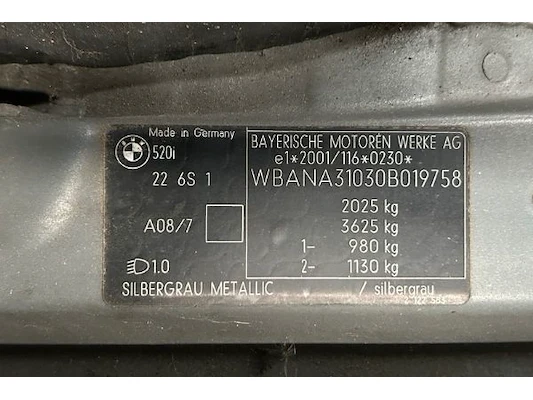 BMW
Made in Germany
520i
22 6S 1
A08/7
1.0
SILBERGRAU METALLIC
BAYERISCHE MOTOREN WERKE AG
e1*2001/116*0230*
WBANA31030B019758
2025 kg
3625 kg
1- 980 kg
2- 1130 kg
/ silbergrau